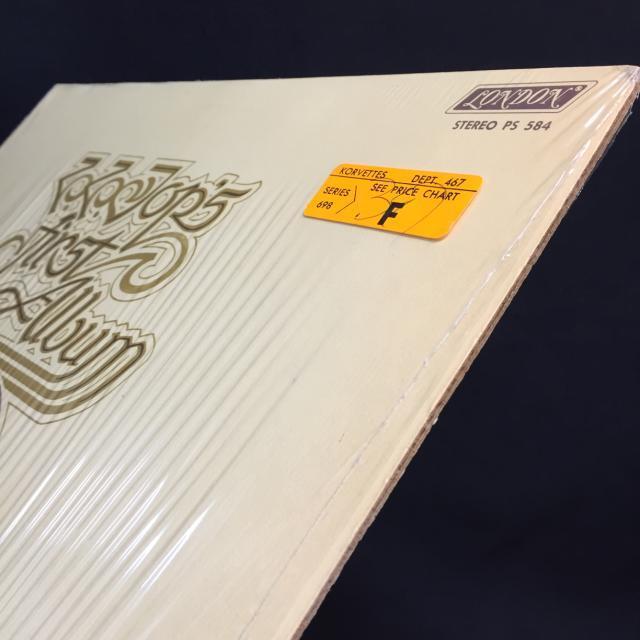 LONDON®
STEREO PS 584
KORVETTES DEPT. 467
SEE PRICE CHART
SERIES
698 F
ZZ Top's
First
Album